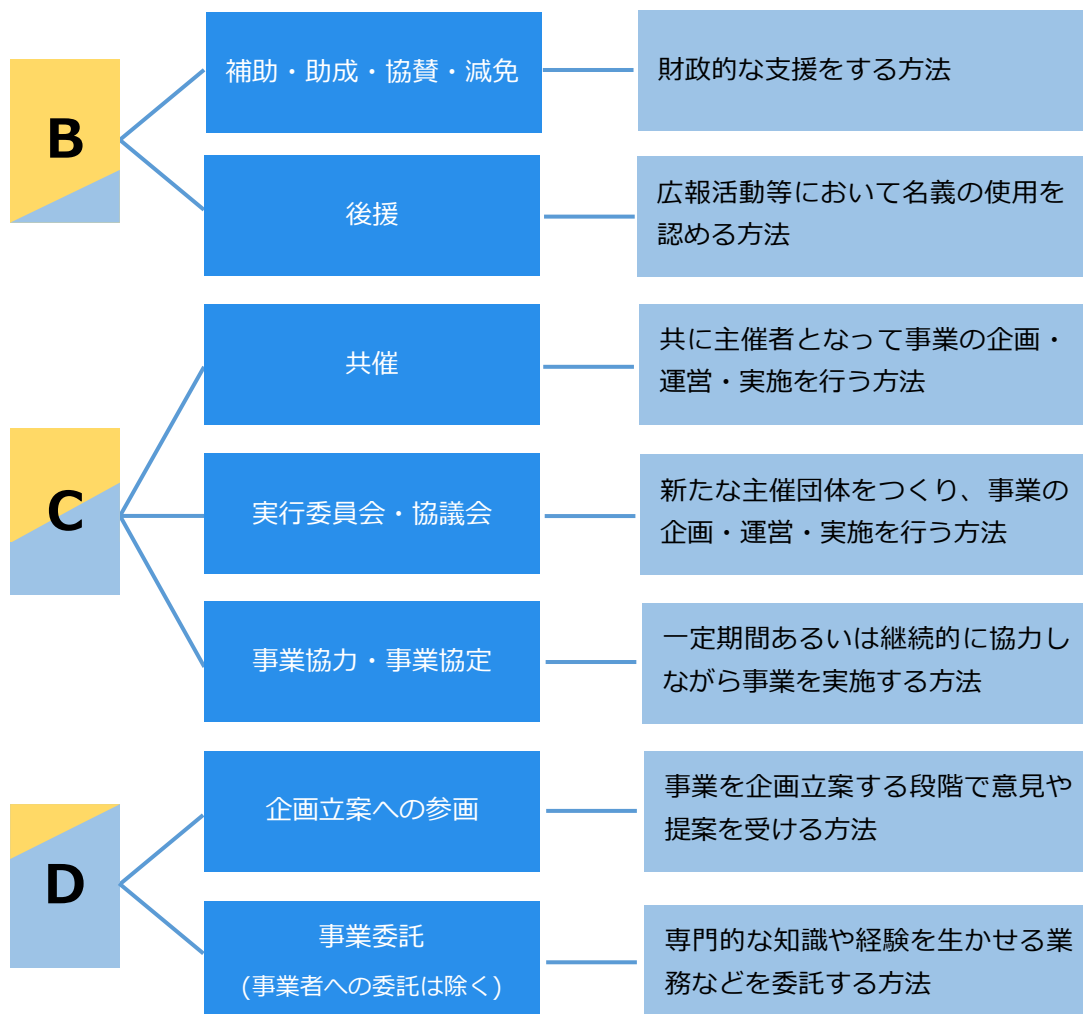 B
補助・助成・協賛・減免
財政的な支援をする方法
後援
広報活動等において名義の使用を
認める方法
C
共催
共に主催者となって事業の企画・
運営・実施を行う方法
実行委員会・協議会
新たな主催団体をつくり、事業の
企画・運営・実施を行う方法
事業協力・事業協定
一定期間あるいは継続的に協力し
ながら事業を実施する方法
D
企画立案への参画
事業を企画立案する段階で意見や
提案を受ける方法
事業委託
(事業者への委託は除く)
専門的な知識や経験を生かせる業
務などを委託する方法